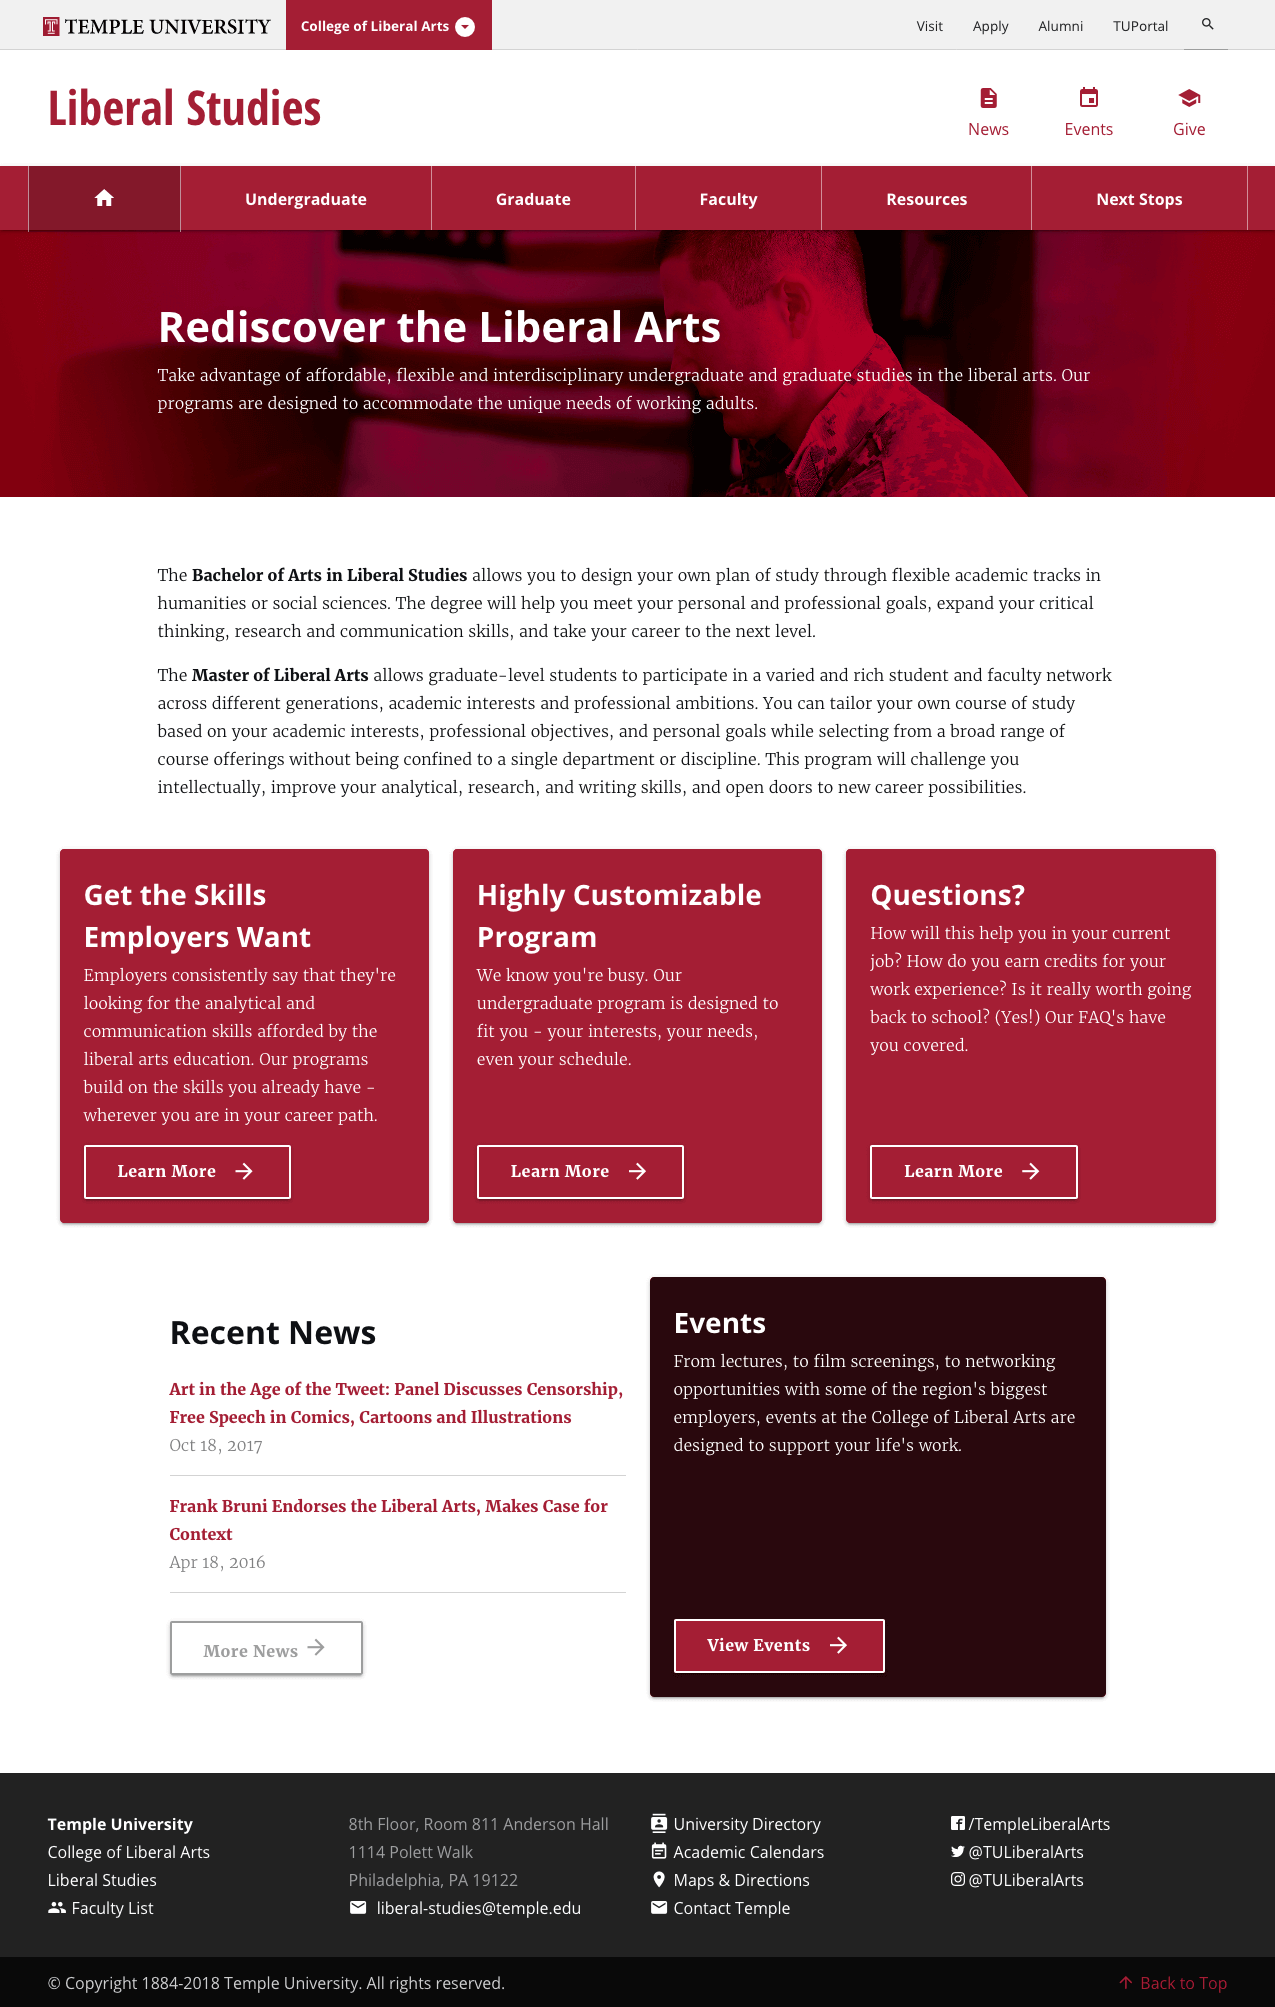 TEMPLE UNIVERSITY
College of Liberal Arts
Visit
Apply
Alumni
TUPortal
Liberal Studies
News
Events
Give
Undergraduate
Graduate
Faculty
Resources
Next Stops
Rediscover the Liberal Arts
Take advantage of affordable, flexible and interdisciplinary undergraduate and graduate studies in the liberal arts. Our
programs are designed to accommodate the unique needs of working adults.
The Bachelor of Arts in Liberal Studies allows you to design your own plan of study through flexible academic tracks in
humanities or social sciences. The degree will help you meet your personal and professional goals, expand your critical
thinking, research and communication skills, and take your career to the next level.
The Master of Liberal Arts allows graduate-level students to participate in a varied and rich student and faculty network
across different generations, academic interests and professional ambitions. You can tailor your own course of study
based on your academic interests, professional objectives, and personal goals while selecting from a broad range of
course offerings without being confined to a single department or discipline. This program will challenge you
intellectually, improve your analytical, research, and writing skills, and open doors to new career possibilities.
Get the Skills
Employers Want
Employers consistently say that they're
looking for the analytical and
communication skills afforded by the
liberal arts education. Our programs
build on the skills you already have -
wherever you are in your career path.
Learn More
Highly Customizable
Program
We know you're busy. Our
undergraduate program is designed to
fit you - your interests, your needs,
even your schedule.
Learn More
Questions?
How will this help you in your current
job? How do you earn credits for your
work experience? Is it really worth going
back to school? (Yes!) Our FAQ's have
you covered.
Learn More
Recent News
Art in the Age of the Tweet: Panel Discusses Censorship,
Free Speech in Comics, Cartoons and Illustrations
Oct 18, 2017
Frank Bruni Endorses the Liberal Arts, Makes Case for
Context
Apr 18, 2016
More News
Events
From lectures, to film screenings, to networking
opportunities with some of the region's biggest
employers, events at the College of Liberal Arts are
designed to support your life's work.
View Events
Temple University
College of Liberal Arts
Liberal Studies
Faculty List
8th Floor, Room 811 Anderson Hall
1114 Polett Walk
Philadelphia, PA 19122
liberal-studies@temple.edu
University Directory
Academic Calendars
Maps & Directions
Contact Temple
/TempleLiberalArts
@TULiberalArts
@TULiberalArts
© Copyright 1884-2018 Temple University. All rights reserved.
Back to Top